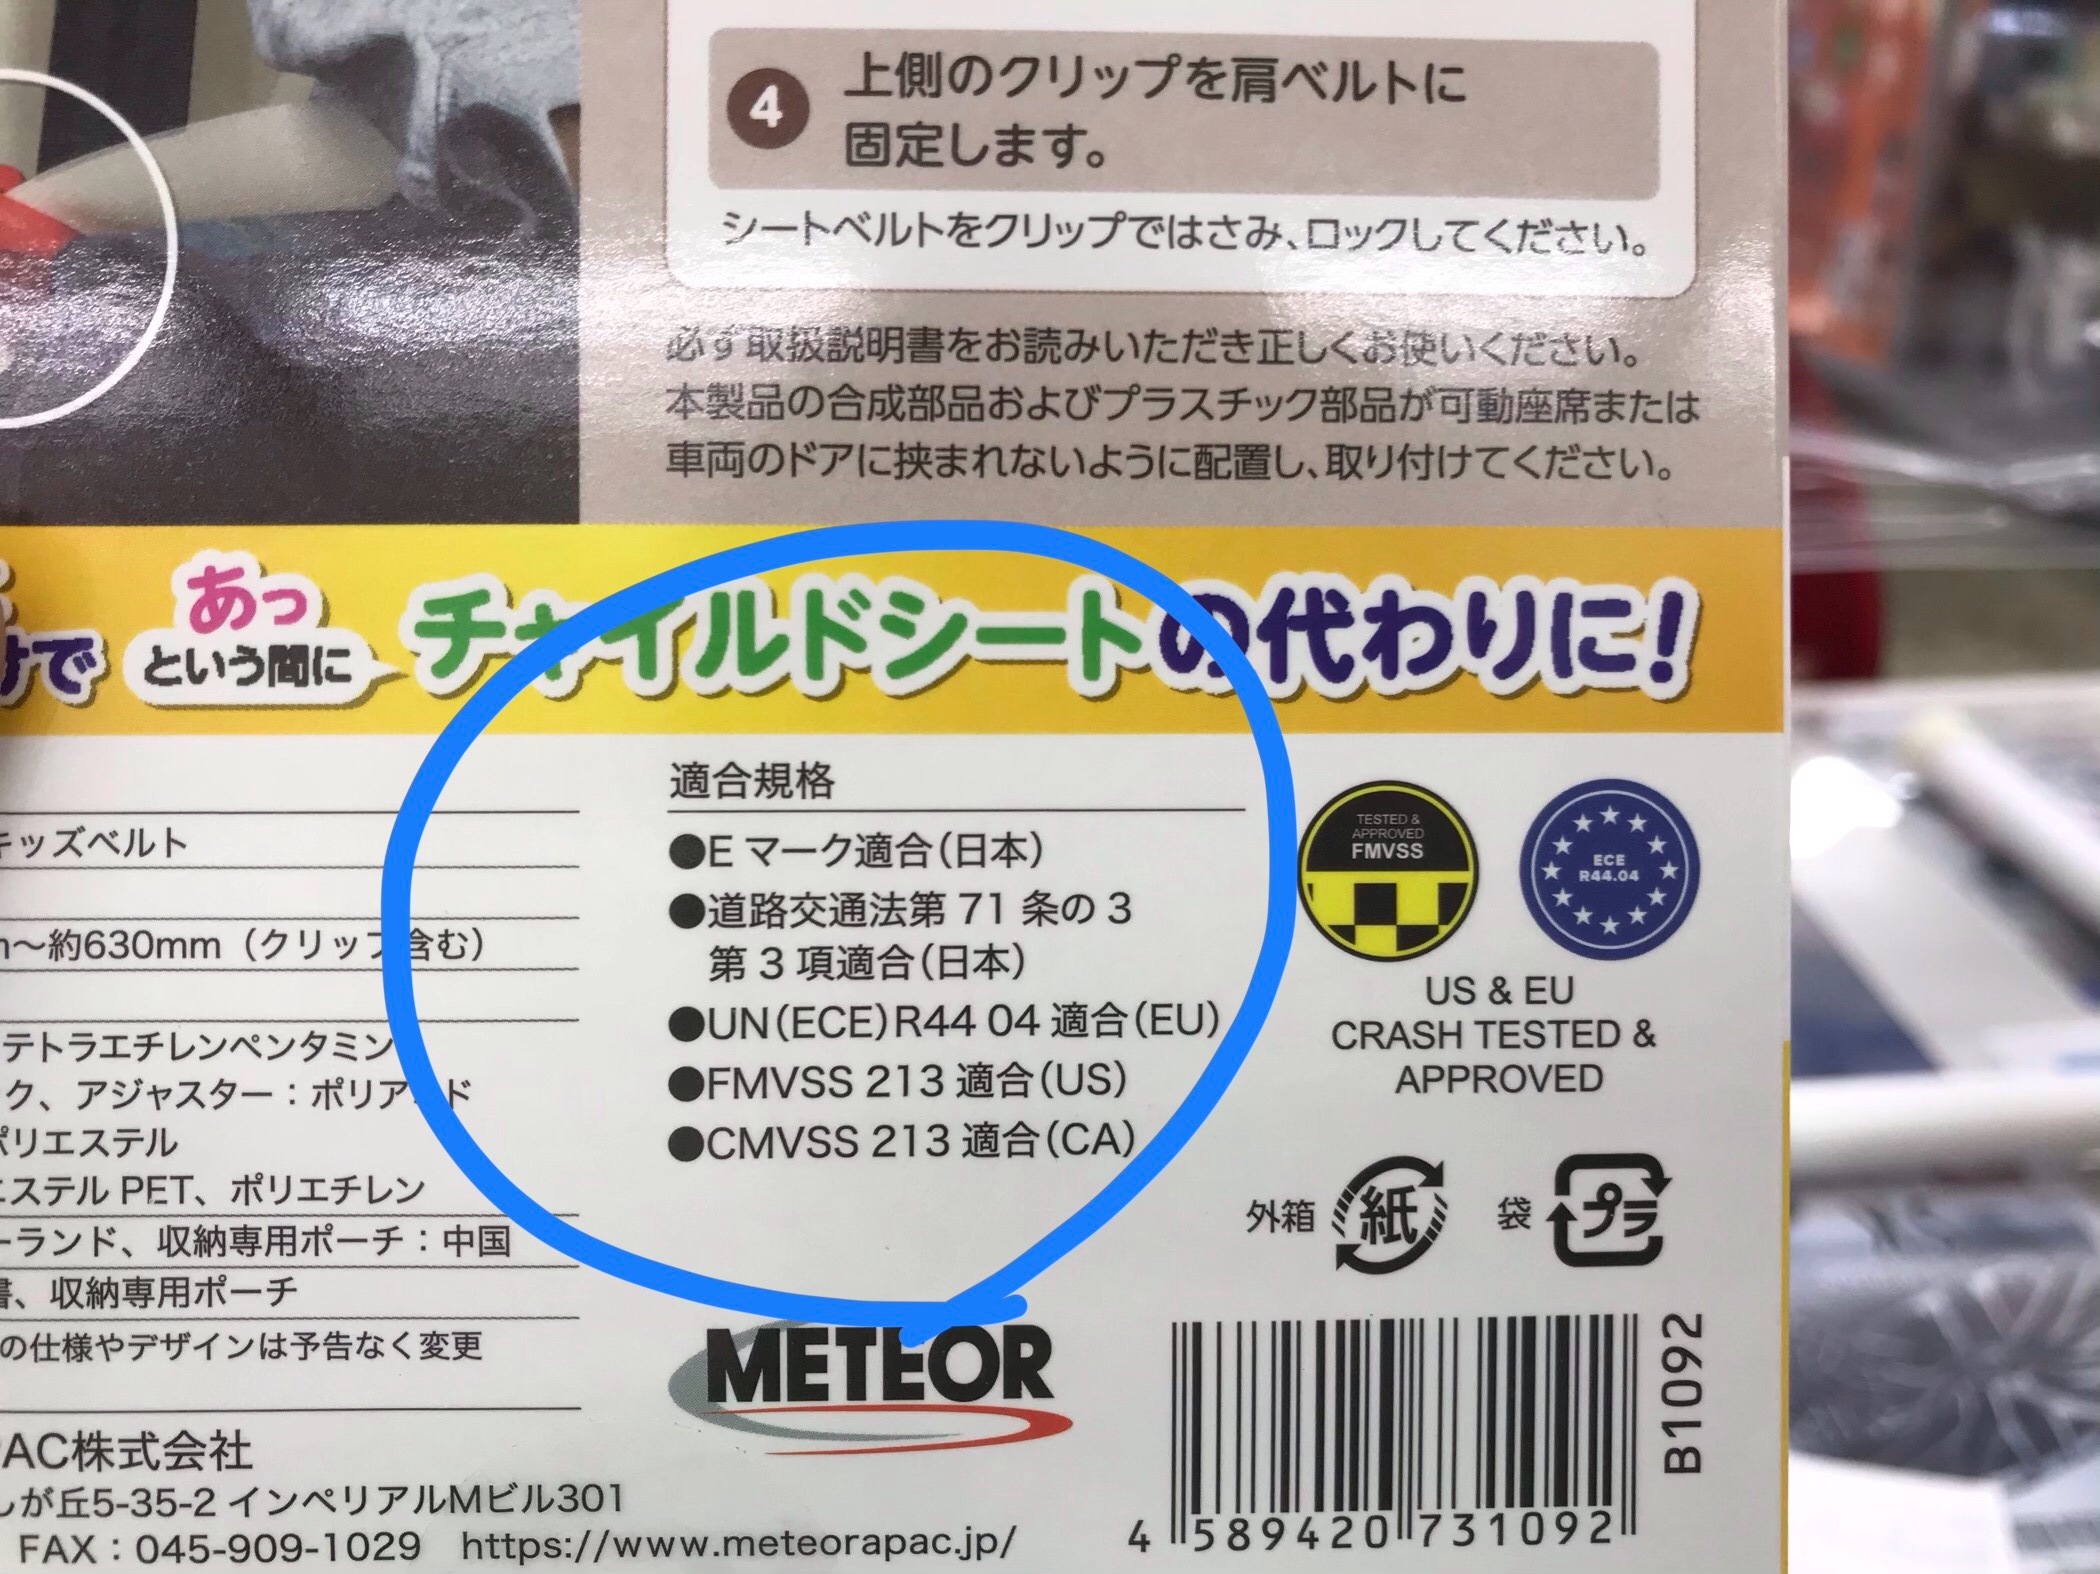 4 上側のクリップを肩ベルトに
固定します。
シートベルトをクリップではさみ、ロックしてください。
必ず取扱説明書をお読みいただき正しくお使いください。
本製品の合成部品およびプラスチック部品が可動座席または
車両のドアに挟まれないように配置し、取り付けてください。
けで
あっ
という間に
チャイルドシートの代わりに!
キッズベルト
〜約630mm（クリップ含む）
テトラエチレンペンタミン
ク、アジャスター：ポリアミド
ポリエステル
エステル PET、ポリエチレン
ーランド、収納専用ポーチ：中国
書、収納専用ポーチ
の仕様やデザインは予告なく変更
PAC株式会社
しが丘5-35-2 インペリアルMビル301
FAX：045-909-1029 https://www.meteorapac.jp/
適合規格
●E マーク適合（日本）
●道路交通法第 71 条の 3
第 3 項適合（日本）
●UN（ECE）R44 04 適合（EU）
●FMVSS 213 適合（US）
●CMVSS 213 適合（CA）
METEOR
TESTED &
APPROVED
FMVSS
ECE
R44.04
US & EU
CRASH TESTED &
APPROVED
外箱 紙 袋 プラ
B1092
4 589420 731092